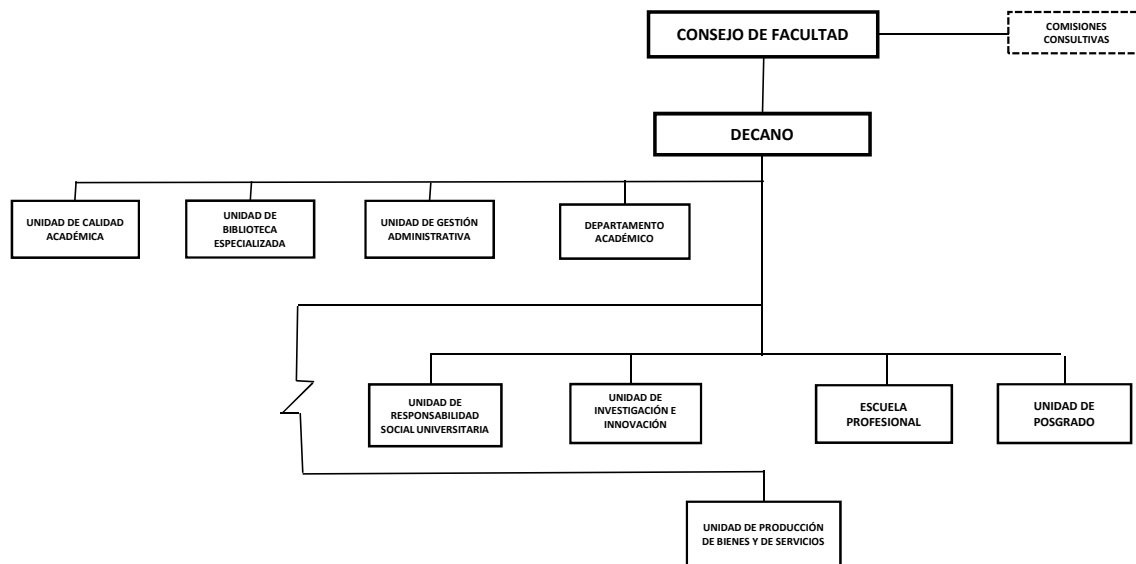 CONSEJO DE FACULTAD
COMISIONES
CONSULTIVAS
DECANO
UNIDAD DE CALIDAD
ACADÉMICA
UNIDAD DE
BIBLIOTECA
ESPECIALIZADA
UNIDAD DE GESTIÓN
ADMINISTRATIVA
DEPARTAMENTO
ACADÉMICO
UNIDAD DE
RESPONSABILIDAD
SOCIAL UNIVERSITARIA
UNIDAD DE
INVESTIGACIÓN E
INNOVACIÓN
ESCUELA
PROFESIONAL
UNIDAD DE
POSGRADO
UNIDAD DE PRODUCCIÓN
DE BIENES Y DE SERVICIOS